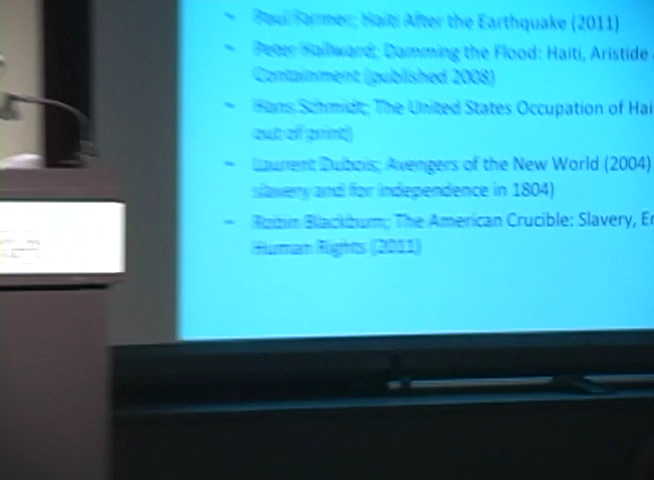 ~ Paul Farmer; Haiti After the Earthquake (2011)
~ Peter Hallward; Damming the Flood: Haiti, Aristide
Containment (published 2008)
~ Hans Schmidt; The United States Occupation of Hai
out of print)
~ Laurent Dubois; Avengers of the New World (2004)
slavery and for independence in 1804)
~ Robin Blackburn; The American Crucible: Slavery, E
Human Rights (2011)